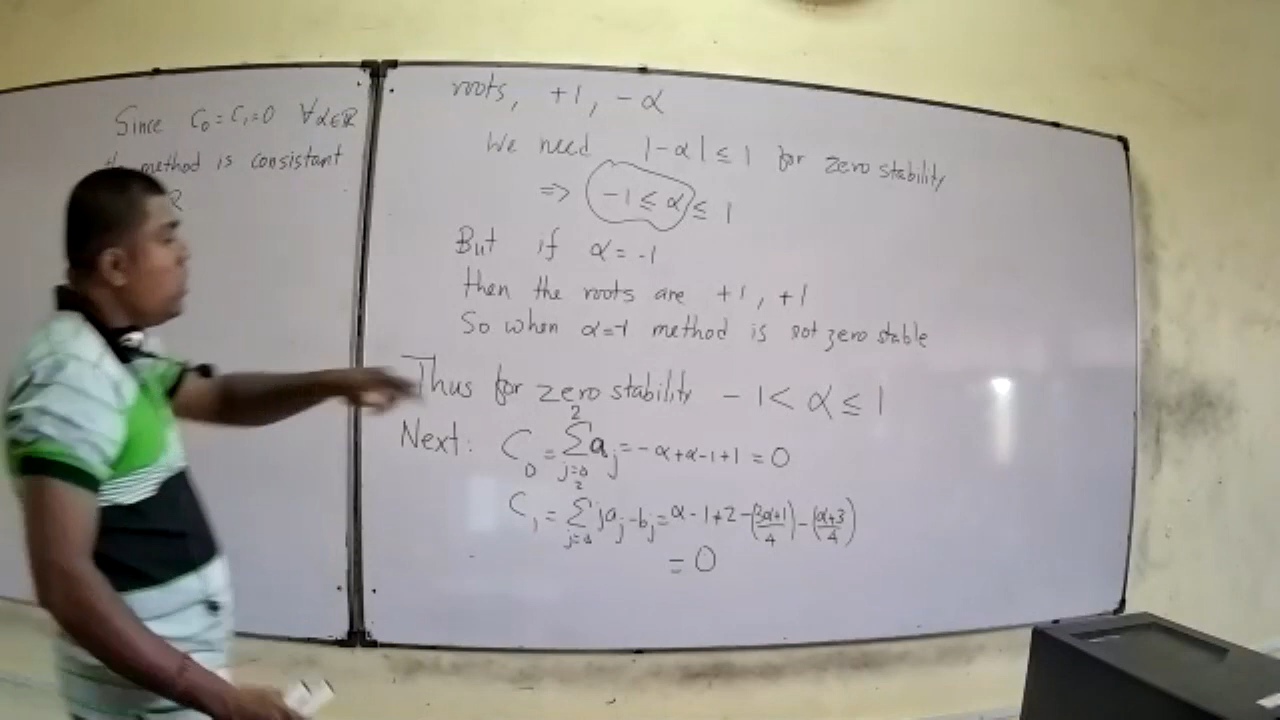 Since C₀ = C₁ = 0 ∀α∈ℝ
method is consistant
ℝ
roots, +1, -α
We need |-α| ≤ 1 for zero stability
=> -1 ≤ α ≤ 1
But if α = -1
then the roots are +1, +1
So when α=-1 method is not zero stable
Thus for zero stability - 1 < α ≤ 1
Next: C₀ = ∑_{j=0}^{2} a_j = -α+α-1+1 = 0
C₁ = ∑_{j=0}^{2} ja_j - b_j = α - 1 + 2 - (3α+1)/4 - (α+3)/4
= 0